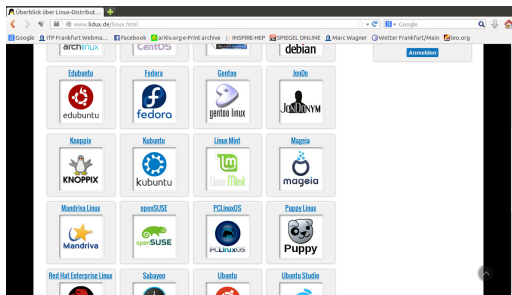 Überblick über Linux-Distribut...
www.lidux.de/linux.html
Google
Google
ITP Frankfurt Webma...
Facebook
arXiv.org e-Print archive
INSPIRE-HEP
SPIEGEL ONLINE
Marc Wagner
Wetter Frankfurt/Main
leo.org
archlinux
CentOS
debian
Anmelden
Edubuntu
Fedora
Gentoo
JonDo
edubuntu
fedora
gentoo linux
JONDONYM
Knoppix
Kubuntu
Linux Mint
Mageia
KNOPPIX
kubuntu
Linux Mint
mageia
Mandriva Linux
openSUSE
PCLinuxOS
Puppy Linux
Mandriva
openSUSE
PCLinuxOS
Puppy
Red Hat Enterprise Linux
Sabayon
Ubuntu
Ubuntu Studio